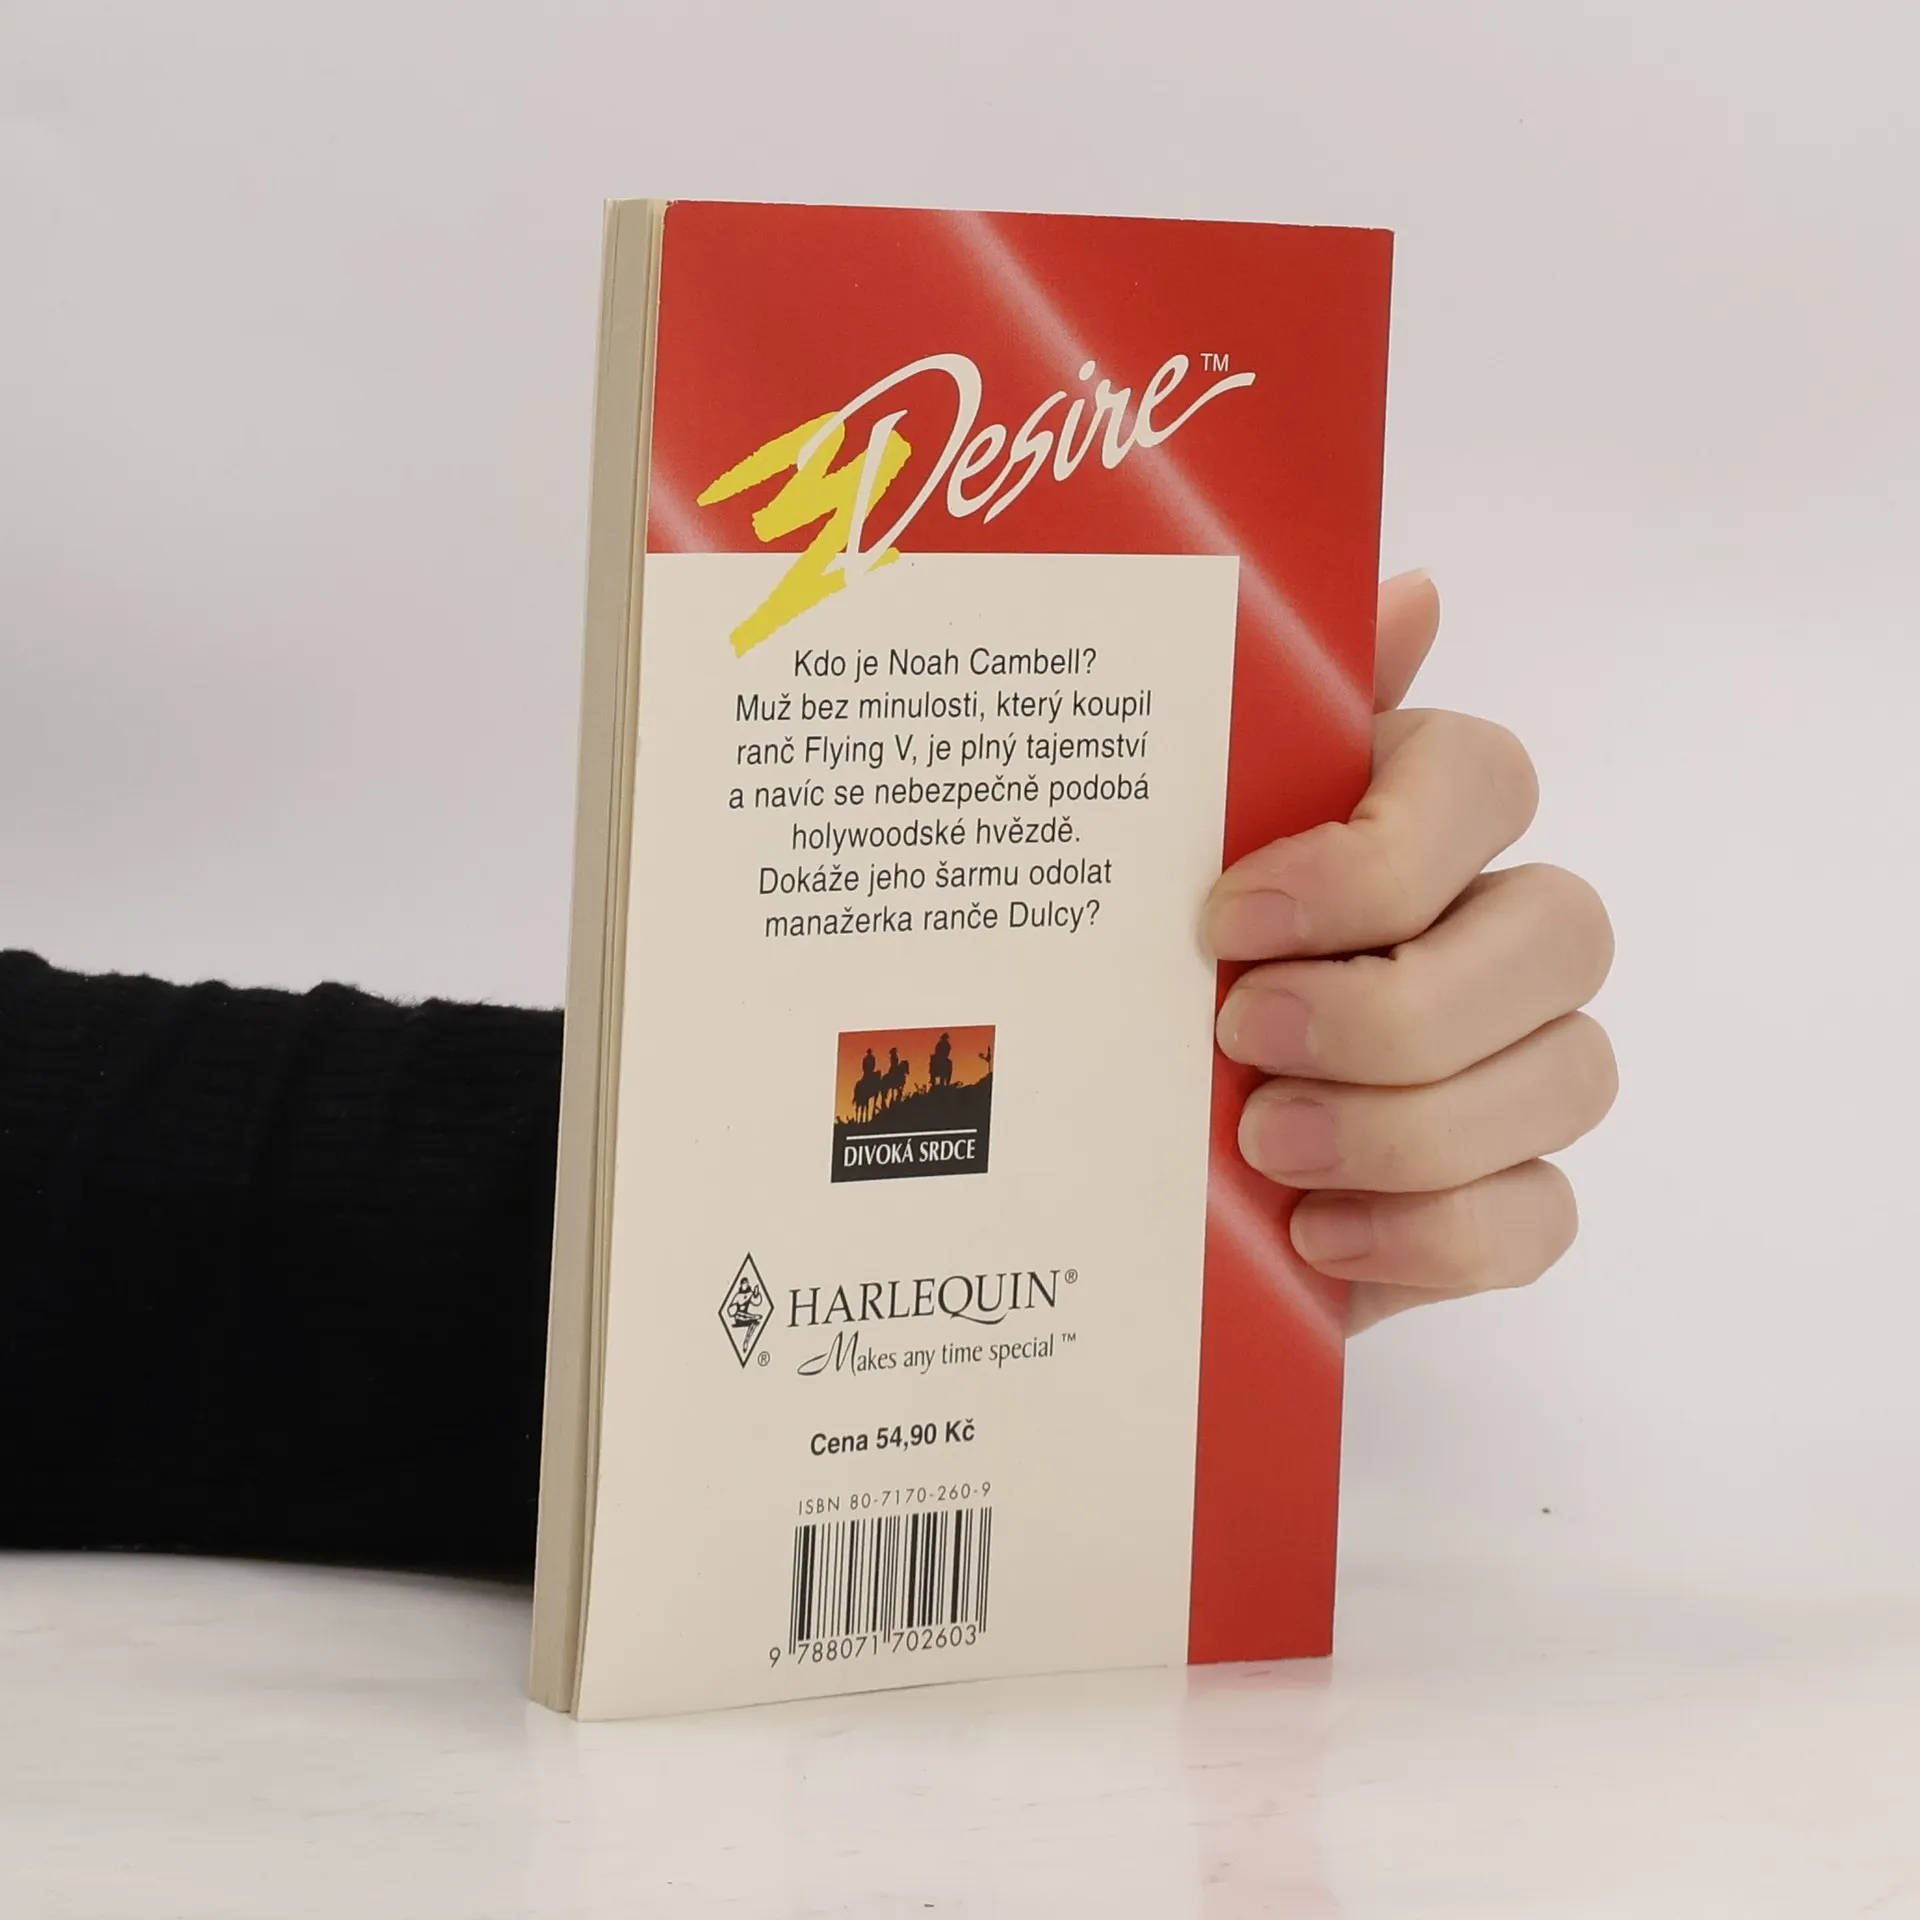 Desire™
Kdo je Noah Cambell?
Muž bez minulosti, který koupil
ranč Flying V, je plný tajemství
a navíc se nebezpečně podobá
holywoodské hvězdě.
Dokáže jeho šarmu odolat
manažerka ranče Dulcy?
DIVOKÁ SRDCE
HARLEQUIN®
®
Makes any time special™
Cena 54,90 Kč
ISBN 80-7170-260-9
9 788071 702603